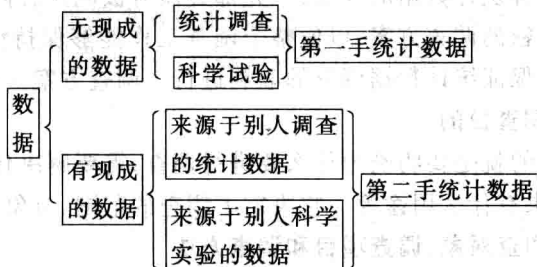 数据
无现成的数据
统计调查
科学试验
第一手统计数据
有现成的数据
来源于别人调查的统计数据
来源于别人科学实验的数据
第二手统计数据